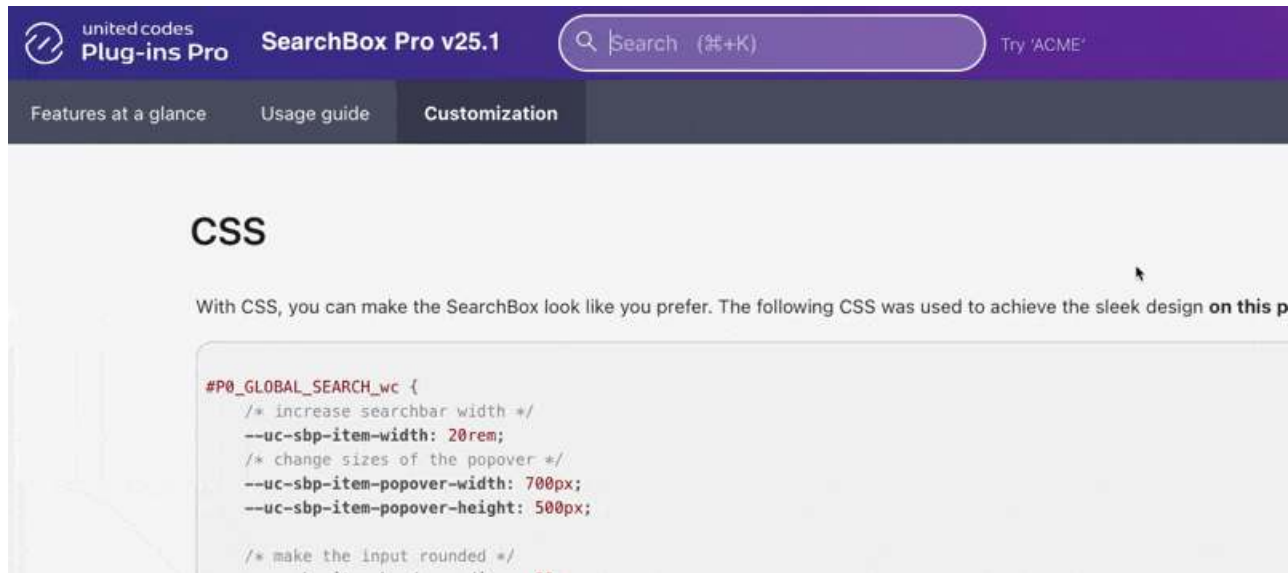 united codes
Plug-ins Pro
SearchBox Pro v25.1
Search (⌘+K)
Try 'ACME'
Features at a glance
Usage guide
Customization
CSS
With CSS, you can make the SearchBox look like you prefer. The following CSS was used to achieve the sleek design on this p
#P0_GLOBAL_SEARCH_wc {
/* increase searchbar width */
--uc-sbp-item-width: 20rem;
/* change sizes of the popover */
--uc-sbp-item-popover-width: 700px;
--uc-sbp-item-popover-height: 500px;
/* make the input rounded */